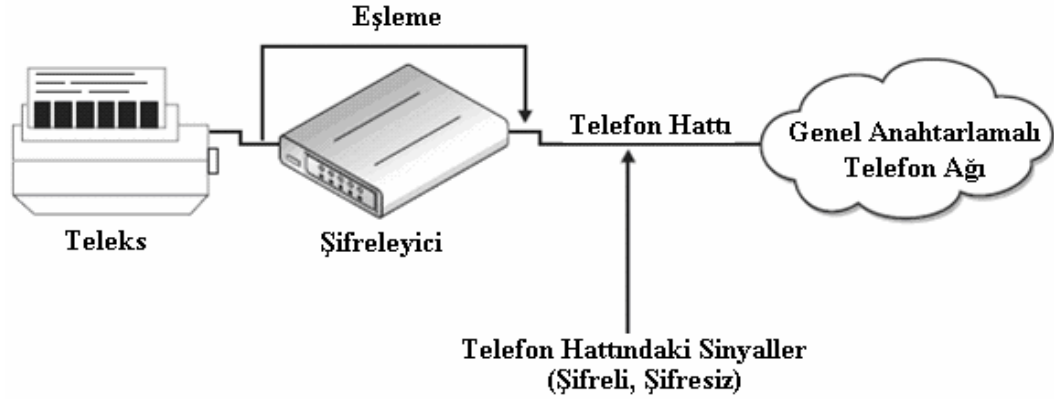 Eşleme
Telefon Hattı
Genel Anahtarlamalı
Telefon Ağı
Teleks
Şifreleyici
Telefon Hattındaki Sinyaller
(Şifreli, Şifresiz)